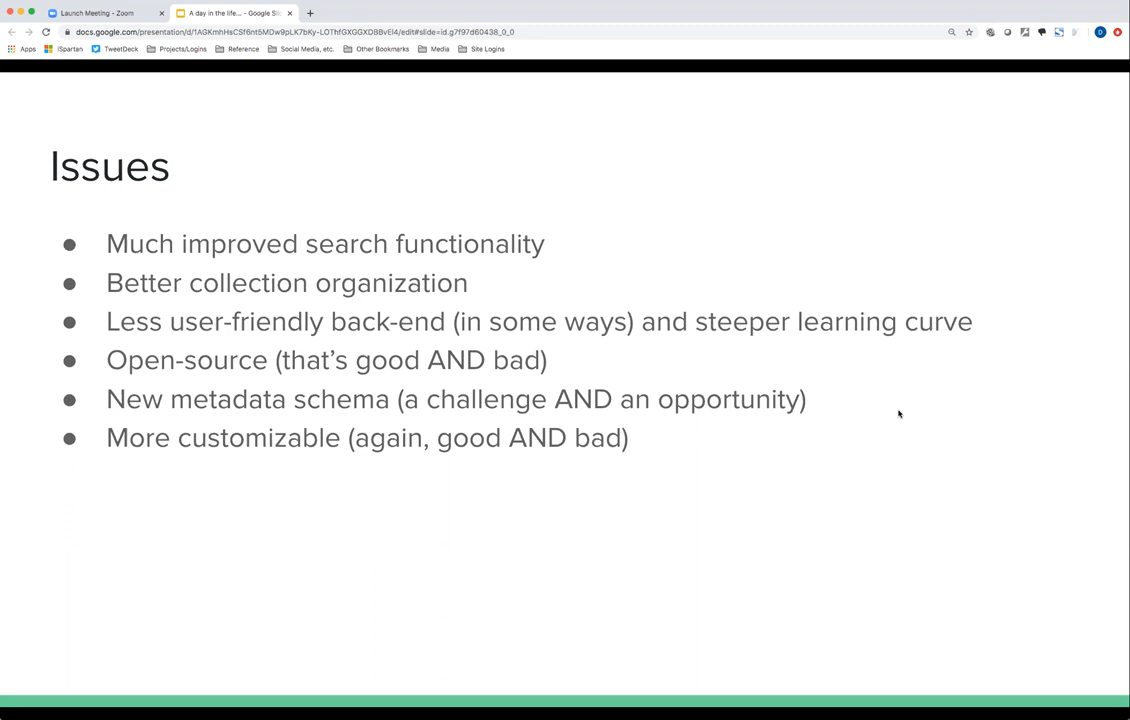 Launch Meeting - Zoom
A day in the life... - Google Sli
docs.google.com/presentation/d/1AGKmhHsCSf6nt5MDw9pLK7bKy-LOThfGXGGXDBBvEl4/edit#slide=id.g7f97d60438_0_0
Apps iSpartan TweetDeck Projects/Logins Reference Social Media, etc. Other Bookmarks Media Site Logins
Issues
● Much improved search functionality
● Better collection organization
● Less user-friendly back-end (in some ways) and steeper learning curve
● Open-source (that’s good AND bad)
● New metadata schema (a challenge AND an opportunity)
● More customizable (again, good AND bad)